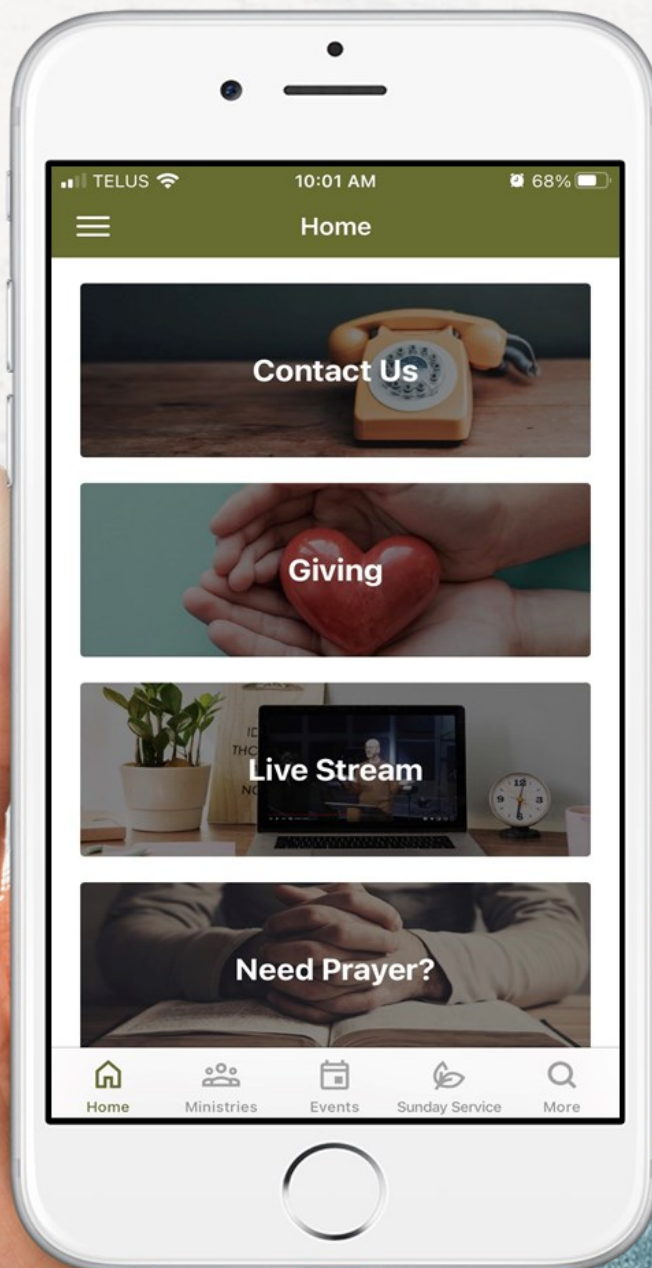 TELUS 10:01 AM 68%
Home
Contact Us
Giving
Live Stream
Need Prayer?
Home Ministries Events Sunday Service More